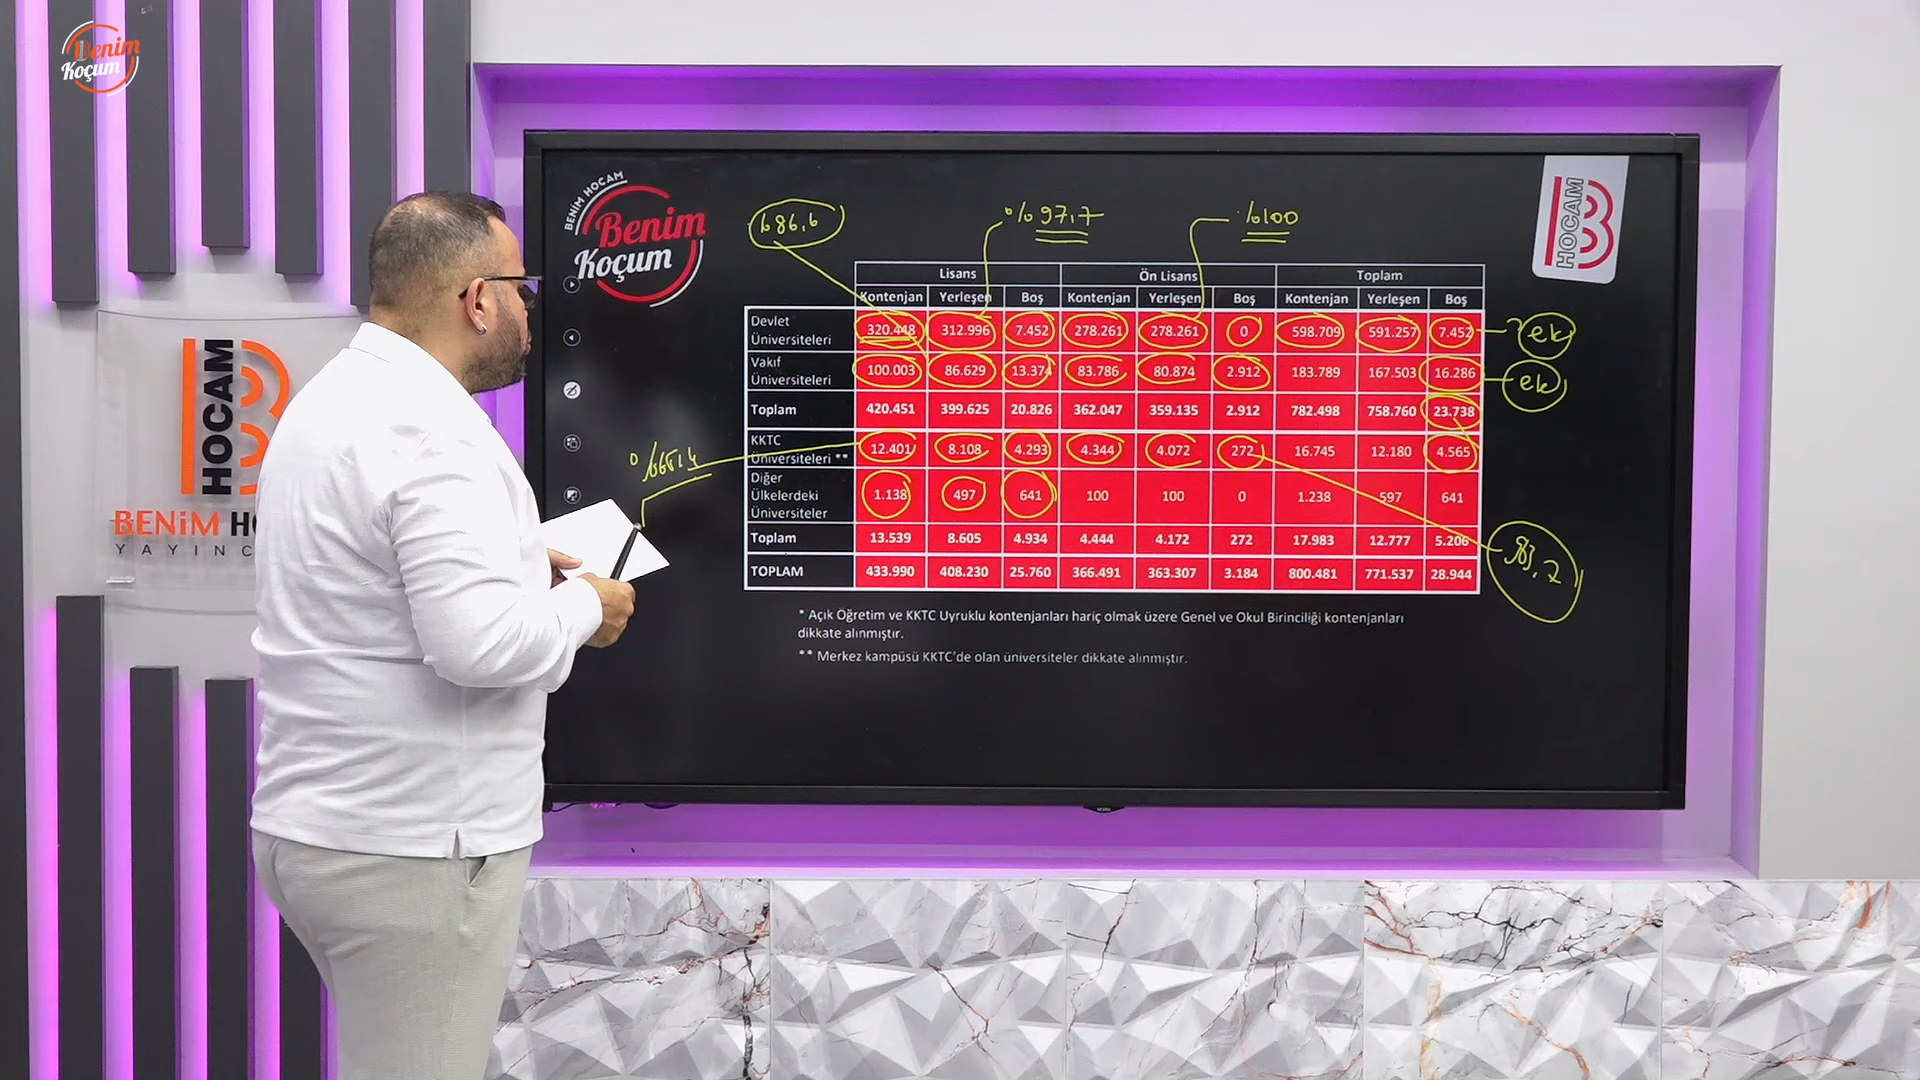 Benim
Koçum
BENİM HOCAM
Benim
Koçum
HOCAM
B
%86,6
%97,7
%100
Lisans Ön Lisans Toplam
Kontenjan Yerleşen Boş Kontenjan Yerleşen Boş Kontenjan Yerleşen Boş
Devlet Üniversiteleri 320.448 312.996 7.452 278.261 278.261 0 598.709 591.257 7.452
ek
Vakıf Üniversiteleri 100.003 86.629 13.374 83.786 80.874 2.912 183.789 167.503 16.286
ek
Toplam 420.451 399.625 20.826 362.047 359.135 2.912 782.498 758.760 23.738
KKTC Üniversiteleri ** 12.401 8.108 4.293 4.344 4.072 272 16.745 12.180 4.565
Diğer Ülkelerdeki Üniversiteler 1.138 497 641 100 100 0 1.238 597 641
Toplam 13.539 8.605 4.934 4.444 4.172 272 17.983 12.777 5.206
TOPLAM 433.990 408.230 25.760 366.491 363.307 3.184 800.481 771.537 28.944
* Açık Öğretim ve KKTC Uyruklu kontenjanları hariç olmak üzere Genel ve Okul Birinciliği kontenjanları
dikkate alınmıştır.
** Merkez kampüsü KKTC'de olan üniversiteler dikkate alınmıştır.
HOCAM
B
BENİM H
YAYINC